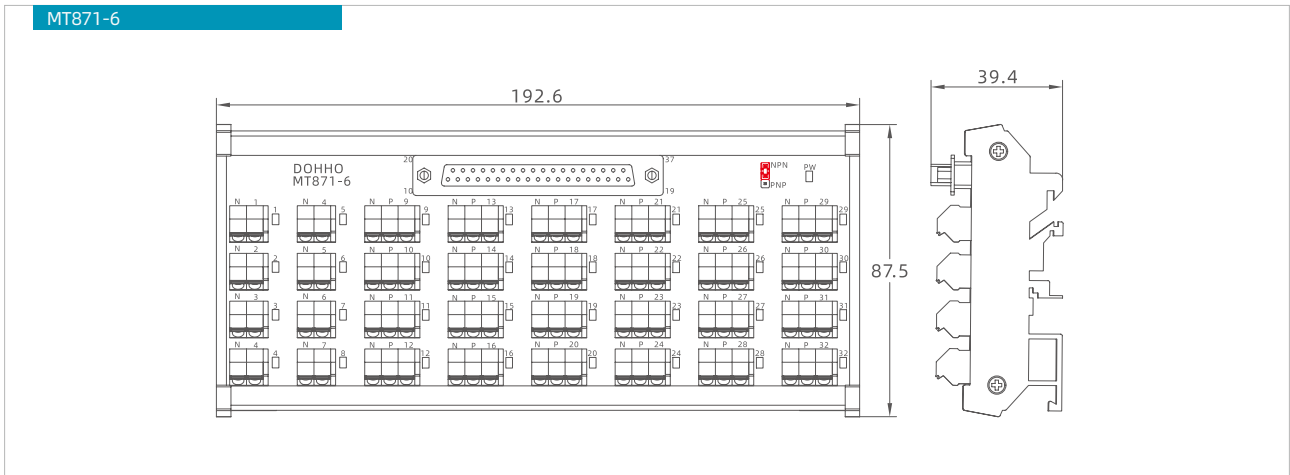 MT871-6
39.4
192.6
DOHHO
MT871-6
20
37
10
19
NPN
PNP
PW
87.5
N 1 1
N 4 5
N P 9 9
N P 13 13
N P 17 17
N P 21 21
N P 25 25
N P 29 29
N 2 2
N 5 6
N P 10 10
N P 14 14
N P 18 18
N P 22 22
N P 26 26
N P 30 30
N 3 3
N 6 7
N P 11 11
N P 15 15
N P 19 19
N P 23 23
N P 27 27
N P 31 31
N 4 4
N 7 8
N P 12 12
N P 16 16
N P 20 20
N P 24 24
N P 28 28
N P 32 32